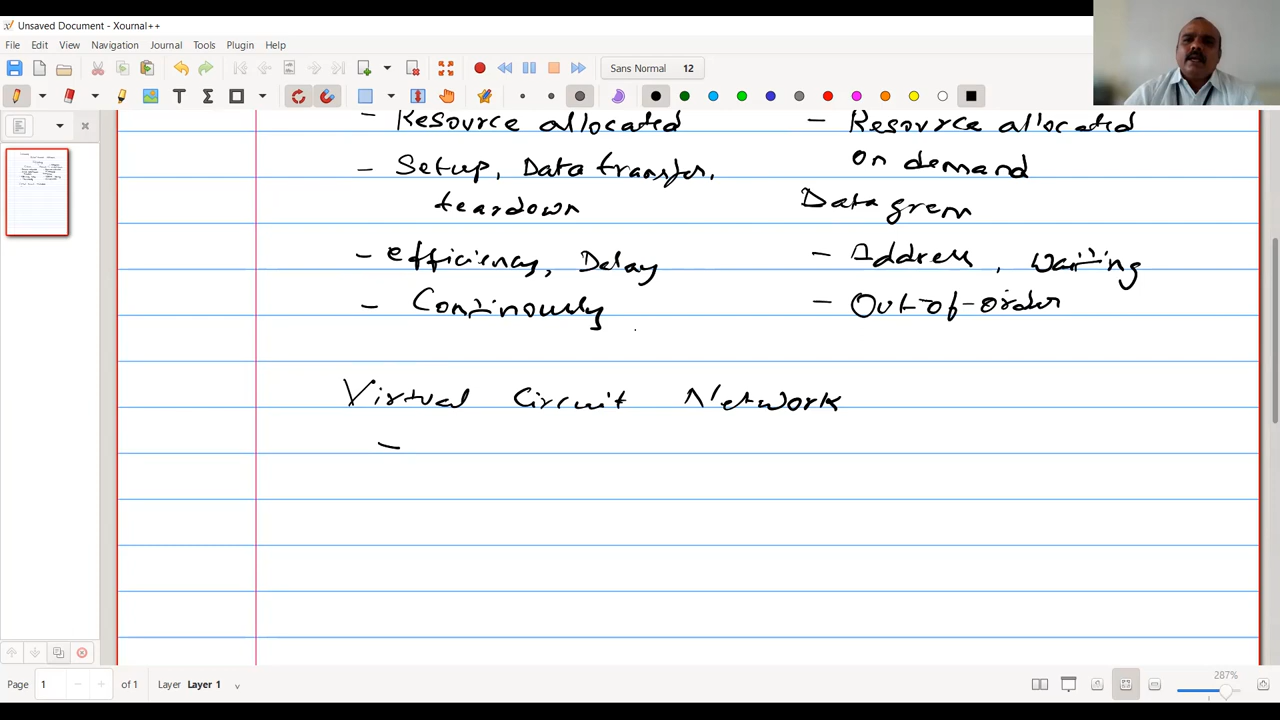 Unsaved Document - Xournal++
File Edit View Navigation Journal Tools Plugin Help
Sans Normal 12
- Resource allocated
- Setup, Data transfer,
teardown
- efficiency, Delay
- Continously
- Resource allocated
on demand
Datagrem
- Address, Waiting
- Out-of-order
Virtual Circuit Network
-
Page 1 of 1 Layer Layer 1
287%